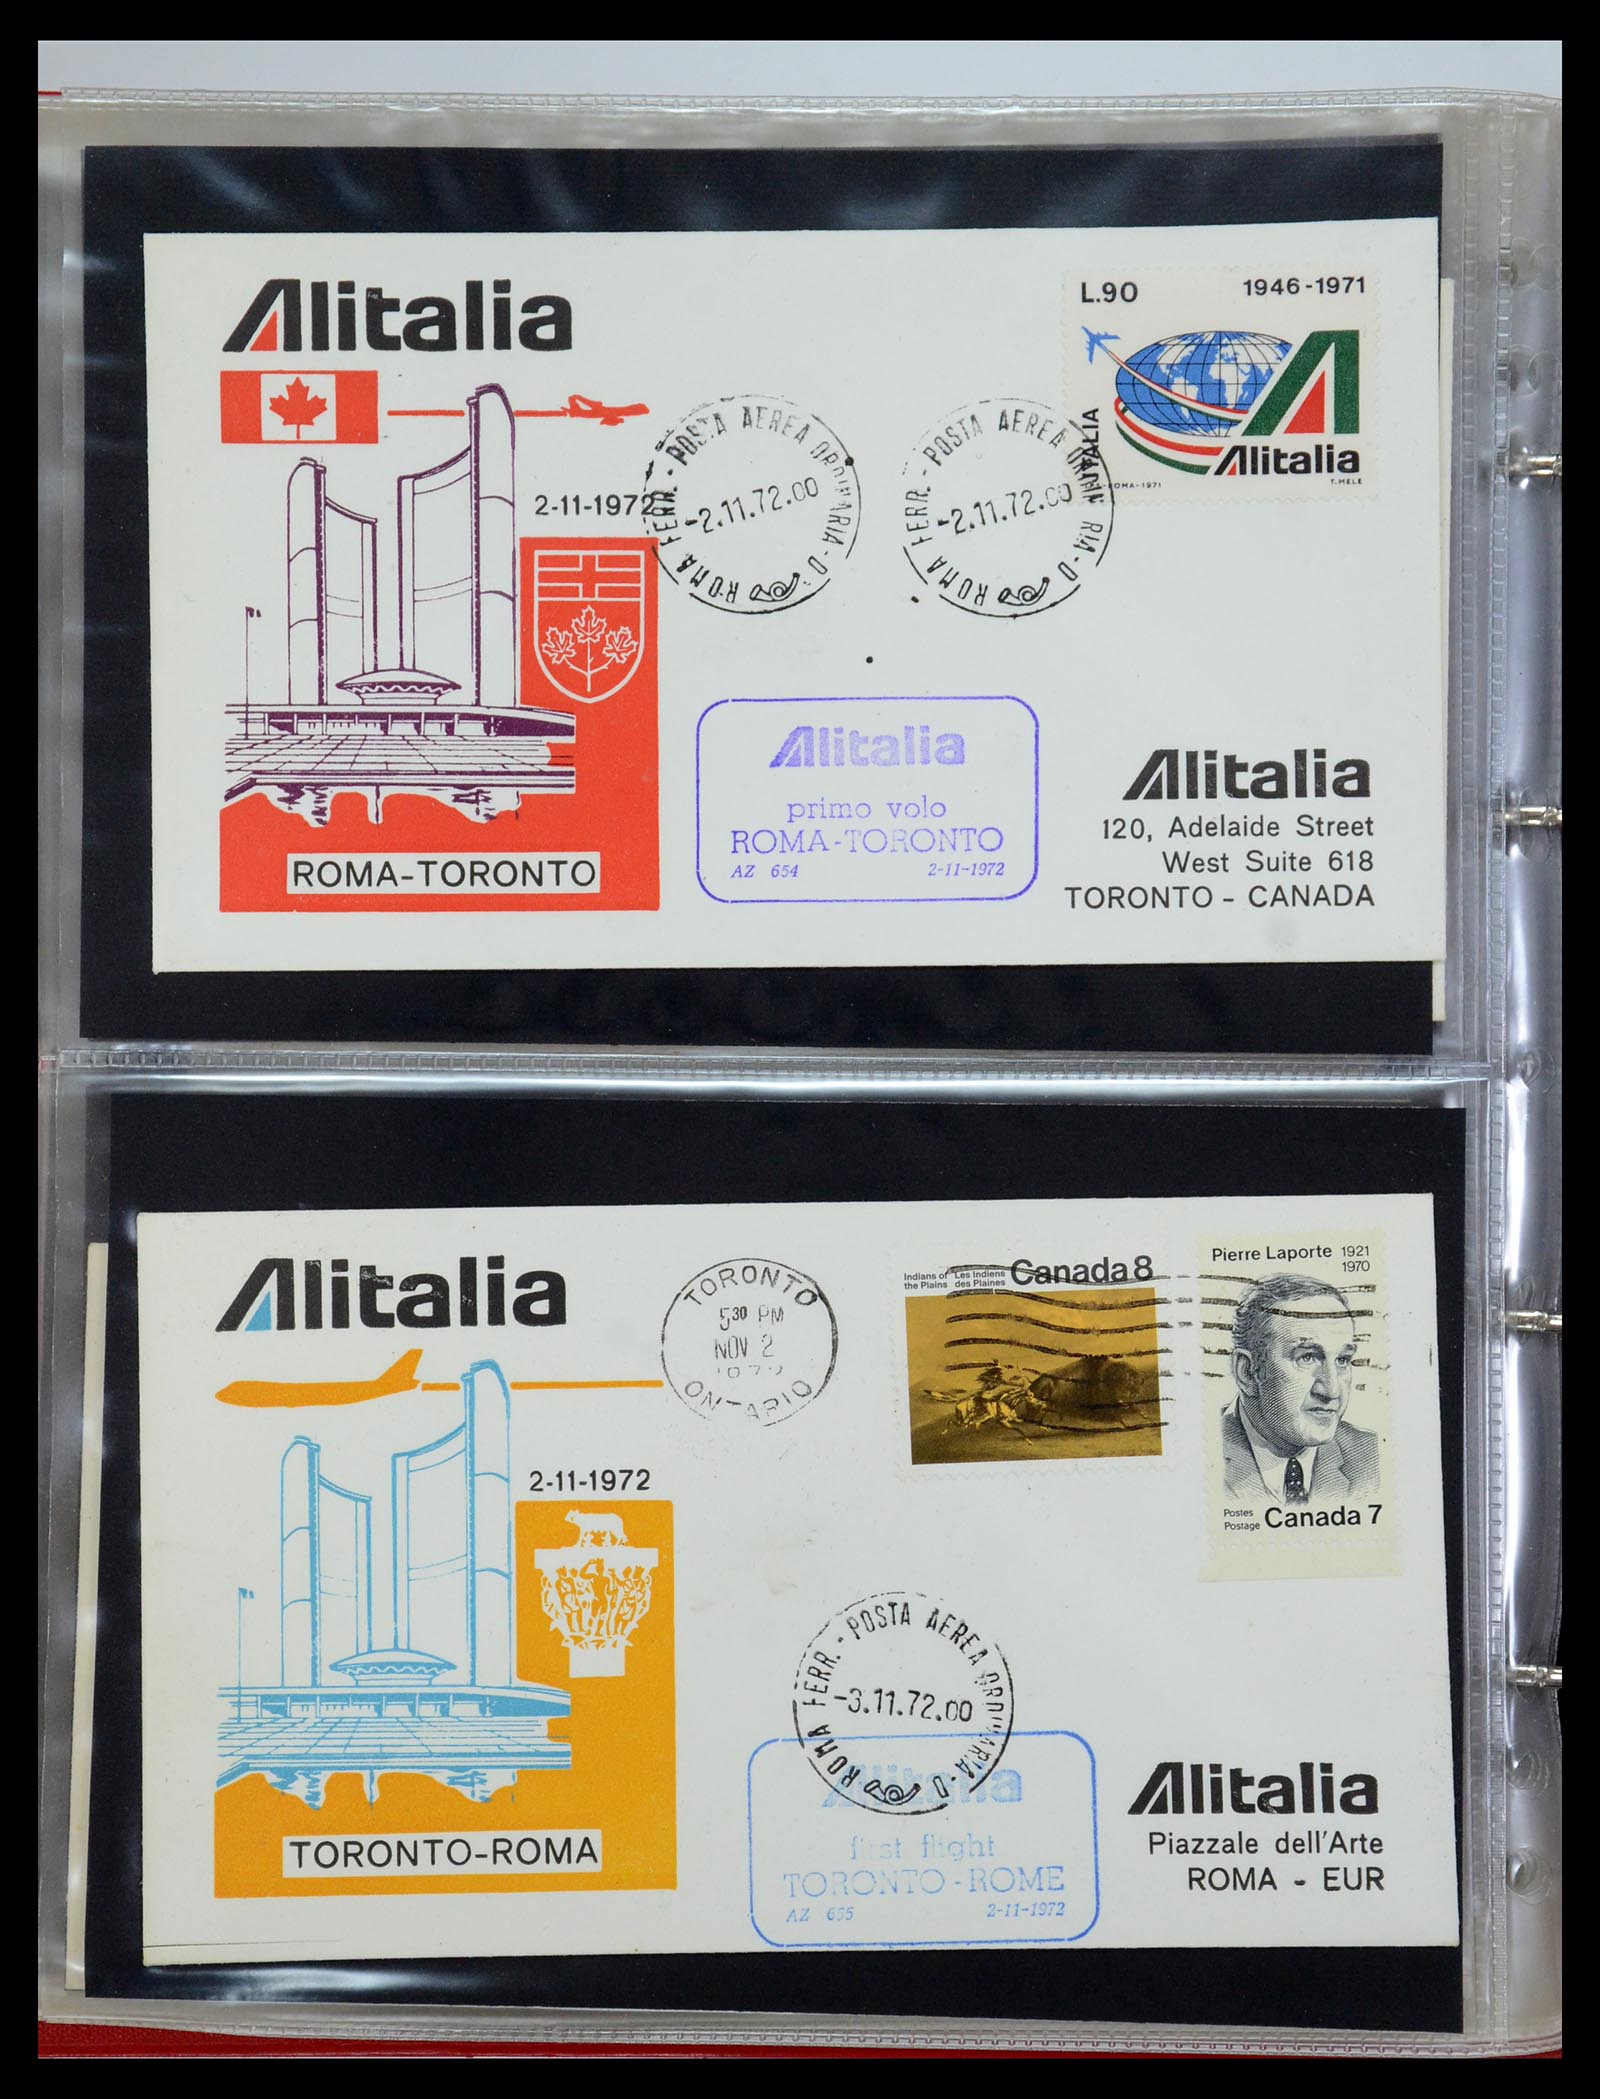 Alitalia
L.90
1946-1971
ITALIA
Alitalia
ROMA-1971
T.MELE
2-11-1972
ROMA FERR. - POSTA AEREA ORDINARIA - D
-2.11.72.00
ROMA FERR. - POSTA AEREA ORDINARIA - D
-2.11.72.00
Alitalia
primo volo
ROMA-TORONTO
AZ 654 2-11-1972
Alitalia
120, Adelaide Street
West Suite 618
TORONTO - CANADA
ROMA-TORONTO
Alitalia
TORONTO
5 30 PM
NOV 2
1972
ONTARIO
Indians of
the Plains
Les Indiens
des Plaines
Canada 8
Pierre Laporte 1921
1970
Postes
Postage
Canada 7
2-11-1972
ROMA FERR. - POSTA AEREA ORDINARIA - D
-3.11.72.00
Alitalia
first flight
TORONTO - ROME
AZ 655 2-11-1972
Alitalia
Piazzale dell'Arte
ROMA - EUR
TORONTO-ROMA